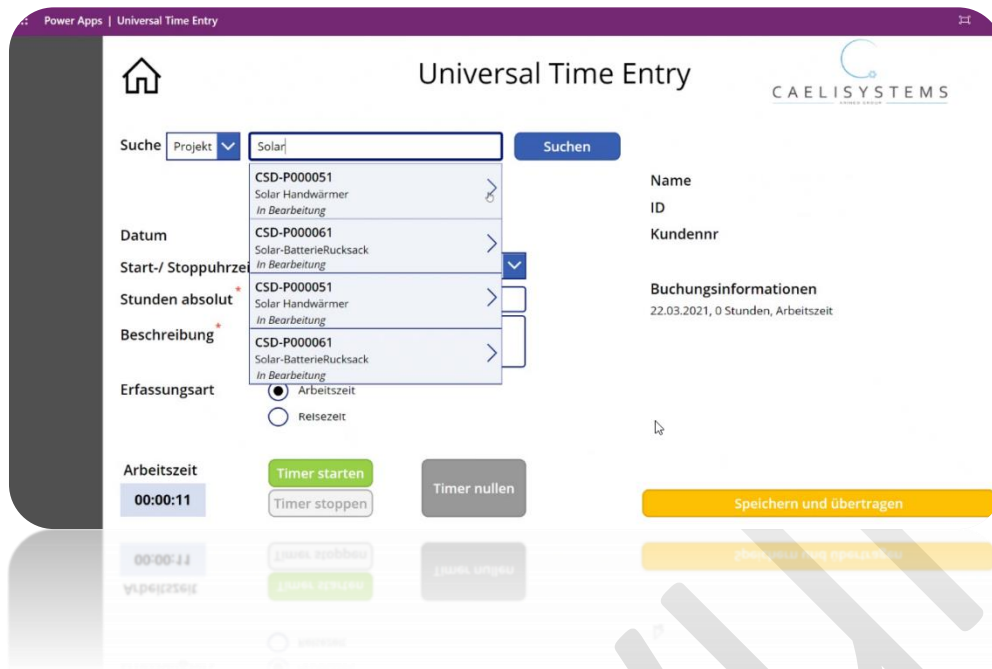 Power Apps | Universal Time Entry
Universal Time Entry
CAELISYSTEMS
Suche Projekt Solar Suchen
CSD-P000051
Solar Handwärmer
In Bearbeitung
CSD-P000061
Solar-BatterieRucksack
In Bearbeitung
CSD-P000051
Solar Handwärmer
In Bearbeitung
CSD-P000061
Solar-BatterieRucksack
In Bearbeitung
Name
ID
Kundennr
Datum
Start-/ Stoppuhrzei
Stunden absolut *
Beschreibung *
Buchungsinformationen
22.03.2021, 0 Stunden, Arbeitszeit
Erfassungsart
Arbeitszeit
Reisezeit
Arbeitszeit
00:00:11
Timer starten
Timer stoppen
Timer nullen
Speichern und übertragen